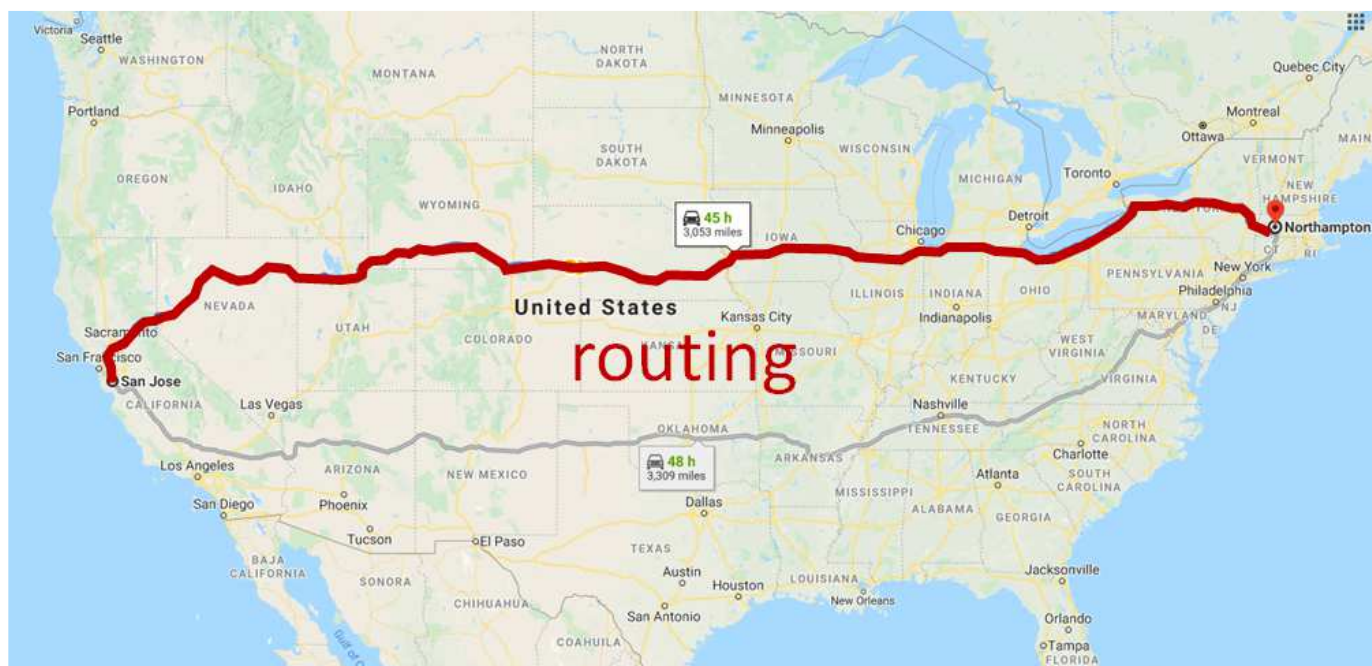 Victoria
Seattle
WASHINGTON
MONTANA
NORTH
DAKOTA
Quebec City
Portland
MINNESOTA
Montreal
Ottawa
MAIN
Minneapolis
WISCONSIN
VERMONT
SOUTH
DAKOTA
OREGON
IDAHO
MICHIGAN
Toronto
NEW
HAMPSHIRE
WYOMING
45 h
3,053 miles
IOWA
Chicago
Detroit
Northampton
CT
RI
NEVADA
PENNSYLVANIA
New York
ILLINOIS
INDIANA
OHIO
Philadelphia
United States
MARYLAND
NJ
DE
Sacramento
UTAH
COLORADO
Kansas City
Indianapolis
San Francisco
routing
MISSOURI
WEST
VIRGINIA
San Jose
CALIFORNIA
KENTUCKY
VIRGINIA
Las Vegas
Nashville
TENNESSEE
OKLAHOMA
NORTH
CAROLINA
Los Angeles
ARIZONA
NEW MEXICO
48 h
3,309 miles
ARKANSAS
Charlotte
Atlanta
SOUTH
CAROLINA
San Diego
Phoenix
Dallas
MISSISSIPPI
ALABAMA
GEORGIA
Tucson
El Paso
BAJA
CALIFORNIA
SONORA
TEXAS
Austin
Houston
LOUISIANA
Jacksonville
CHIHUAHUA
San Antonio
New Orleans
Orlando
COAHUILA
Tampa
FLORIDA